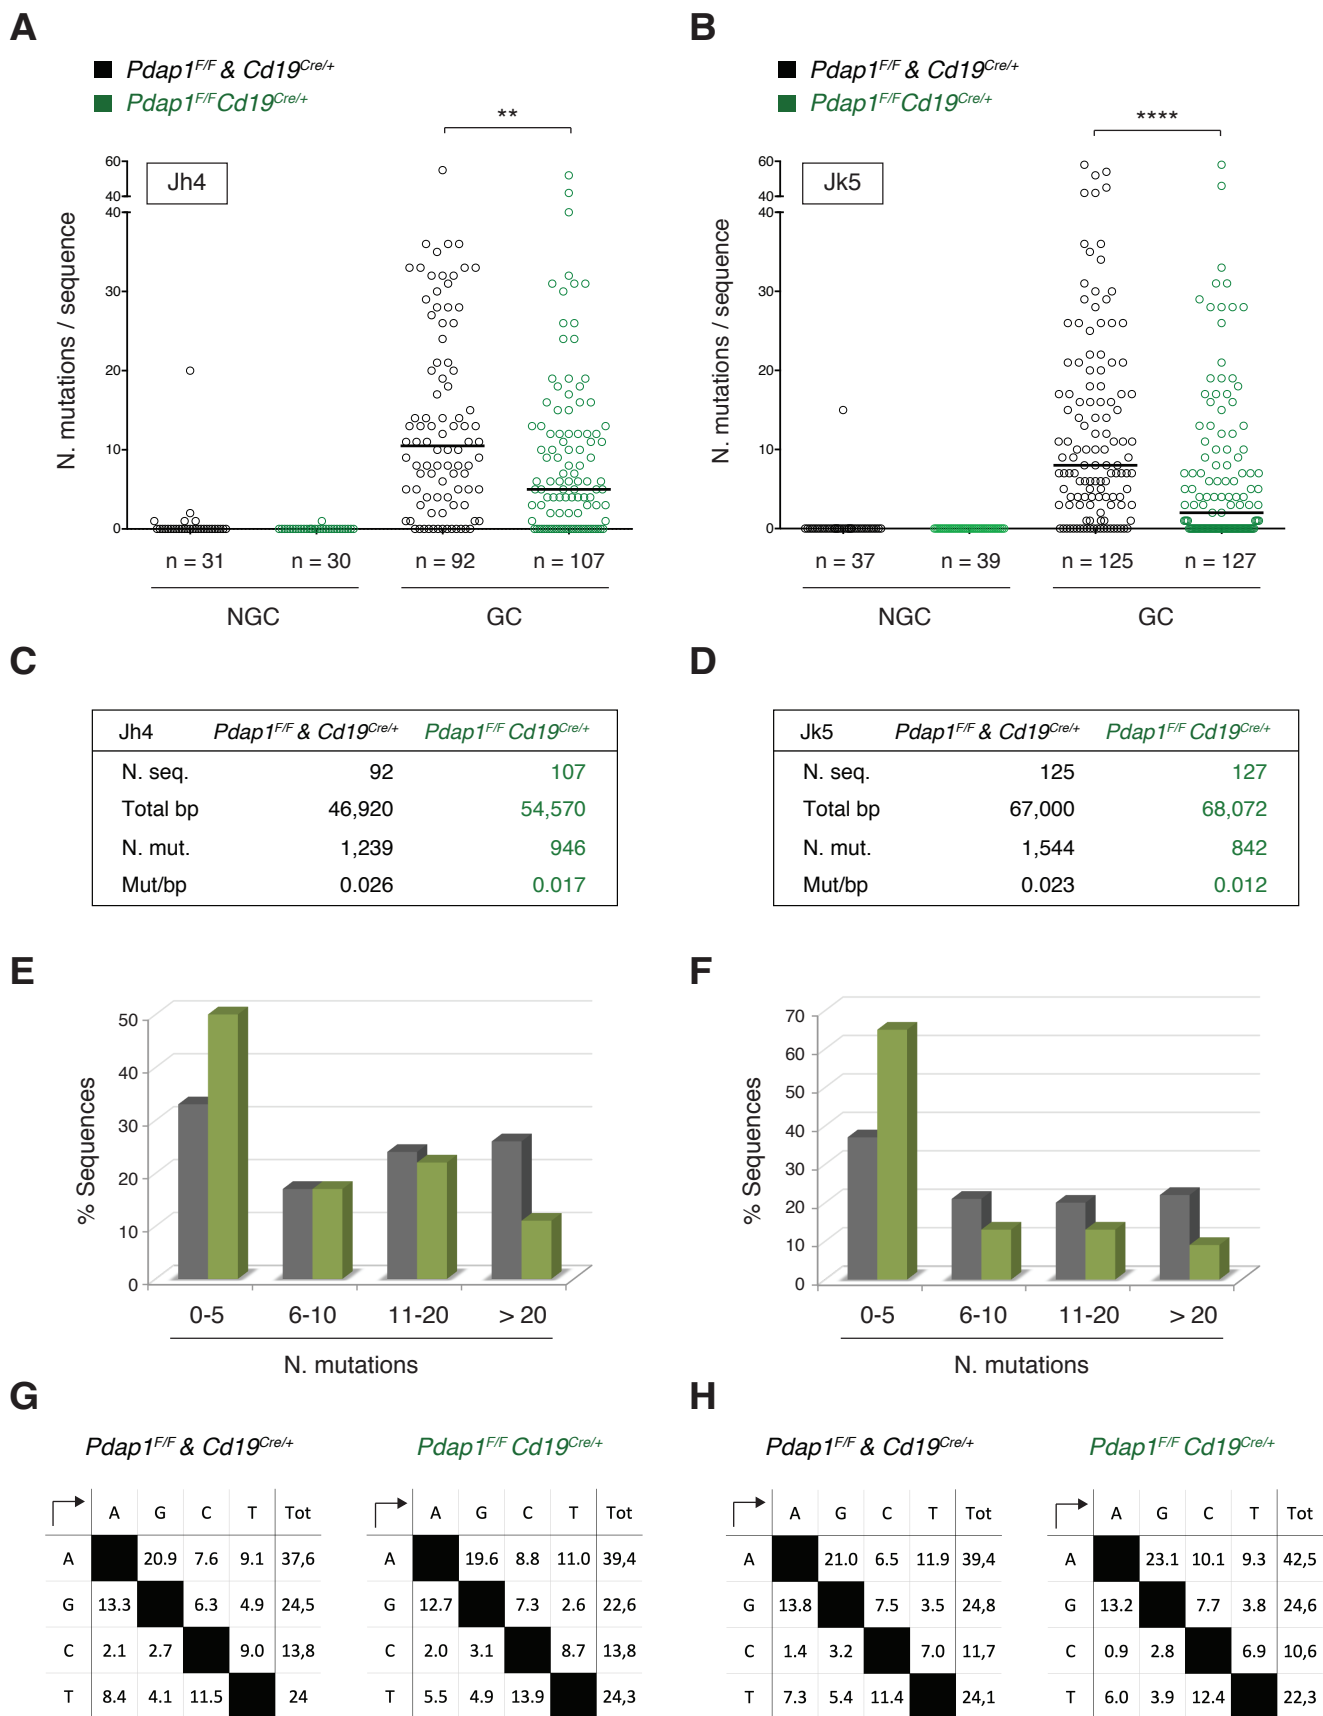 A
Pdap1F/F & Cd19Cre/+
Pdap1F/F Cd19Cre/+
**
Jh4
N. mutations / sequence
60
40
40
30
20
10
0
n = 31 n = 30 n = 92 n = 107
NGC GC
B
Pdap1F/F & Cd19Cre/+
Pdap1F/F Cd19Cre/+
****
Jk5
N. mutations / sequence
60
40
40
30
20
10
0
n = 37 n = 39 n = 125 n = 127
NGC GC
C
Jh4 Pdap1F/F & Cd19Cre/+ Pdap1F/F Cd19Cre/+
N. seq. 92 107
Total bp 46,920 54,570
N. mut. 1,239 946
Mut/bp 0.026 0.017
D
Jk5 Pdap1F/F & Cd19Cre/+ Pdap1F/F Cd19Cre/+
N. seq. 125 127
Total bp 67,000 68,072
N. mut. 1,544 842
Mut/bp 0.023 0.012
E
% Sequences
50
40
30
20
10
0
0-5 6-10 11-20 > 20
N. mutations
F
% Sequences
70
60
50
40
30
20
10
0
0-5 6-10 11-20 > 20
N. mutations
G
Pdap1F/F & Cd19Cre/+
A G C T Tot
A 20.9 7.6 9.1 37,6
G 13.3 6.3 4.9 24,5
C 2.1 2.7 9.0 13,8
T 8.4 4.1 11.5 24
Pdap1F/F Cd19Cre/+
A G C T Tot
A 19.6 8.8 11.0 39,4
G 12.7 7.3 2.6 22,6
C 2.0 3.1 8.7 13,8
T 5.5 4.9 13.9 24,3
H
Pdap1F/F & Cd19Cre/+
A G C T Tot
A 21.0 6.5 11.9 39,4
G 13.8 7.5 3.5 24,8
C 1.4 3.2 7.0 11,7
T 7.3 5.4 11.4 24,1
Pdap1F/F Cd19Cre/+
A G C T Tot
A 23.1 10.1 9.3 42,5
G 13.2 7.7 3.8 24,6
C 0.9 2.8 6.9 10,6
T 6.0 3.9 12.4 22,3